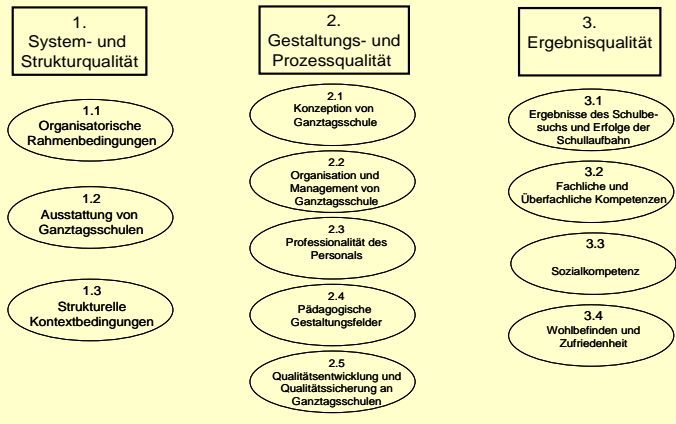 1.
System- und
Strukturqualität
1.1
Organisatorische
Rahmenbedingungen
1.2
Ausstattung von
Ganztagsschulen
1.3
Strukturelle
Kontextbedingungen
2.
Gestaltungs- und
Prozessqualität
2.1
Konzeption von
Ganztagsschule
2.2
Organisation und
Management von
Ganztagsschule
2.3
Professionalität des
Personals
2.4
Pädagogische
Gestaltungsfelder
2.5
Qualitätsentwicklung und
Qualitätssicherung an
Ganztagsschulen
3.
Ergebnisqualität
3.1
Ergebnisse des Schulbe-
suchs und Erfolge der
Schullaufbahn
3.2
Fachliche und
Überfachliche Kompetenzen
3.3
Sozialkompetenz
3.4
Wohlbefinden und
Zufriedenheit